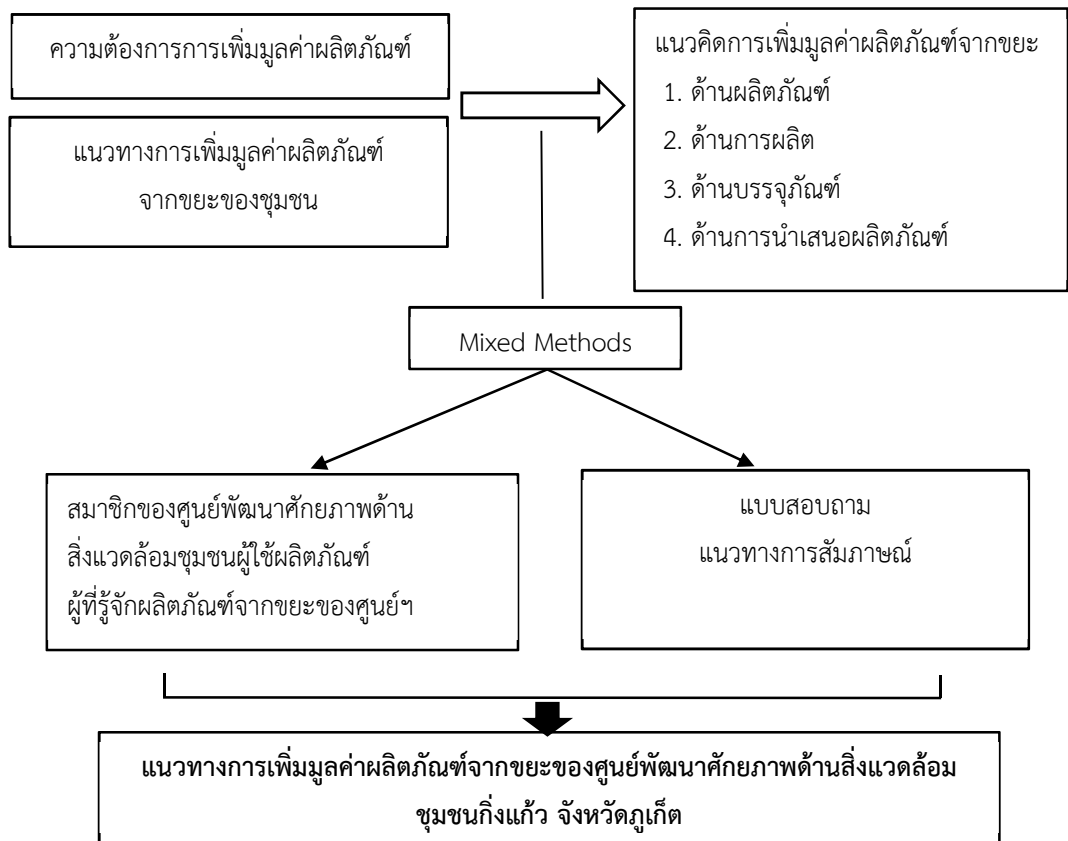 ความต้องการการเพิ่มมูลค่าผลิตภัณฑ์
แนวทางการเพิ่มมูลค่าผลิตภัณฑ์
จากขยะของชุมชน
แนวคิดการเพิ่มมูลค่าผลิตภัณฑ์จากขยะ
1. ด้านผลิตภัณฑ์
2. ด้านการผลิต
3. ด้านบรรจุภัณฑ์
4. ด้านการนำเสนอผลิตภัณฑ์
Mixed Methods
สมาชิกของศูนย์พัฒนาศักยภาพด้าน
สิ่งแวดล้อมชุมชนผู้ใช้ผลิตภัณฑ์
ผู้ที่รู้จักผลิตภัณฑ์จากขยะของศูนย์ฯ
แบบสอบถาม
แนวทางการสัมภาษณ์
แนวทางการเพิ่มมูลค่าผลิตภัณฑ์จากขยะของศูนย์พัฒนาศักยภาพด้านสิ่งแวดล้อม
ชุมชนกิ่งแก้ว จังหวัดภูเก็ต